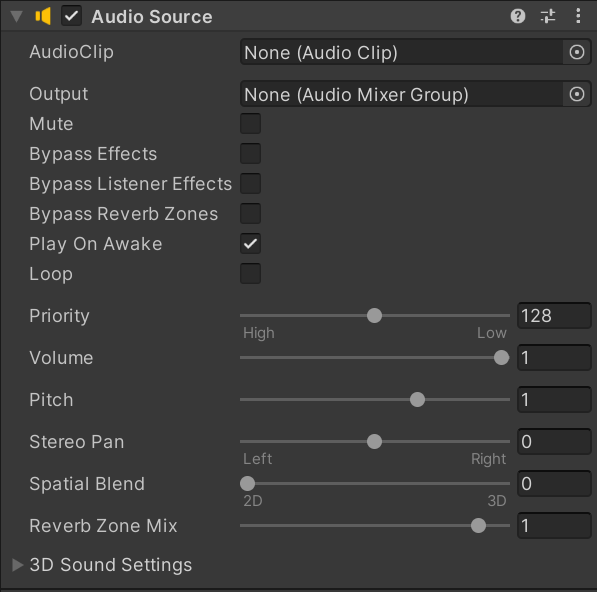 Audio Source
AudioClip None (Audio Clip)
Output None (Audio Mixer Group)
Mute
Bypass Effects
Bypass Listener Effects
Bypass Reverb Zones
Play On Awake
Loop
Priority 128
High Low
Volume 1
Pitch 1
Stereo Pan 0
Left Right
Spatial Blend 0
2D 3D
Reverb Zone Mix 1
3D Sound Settings